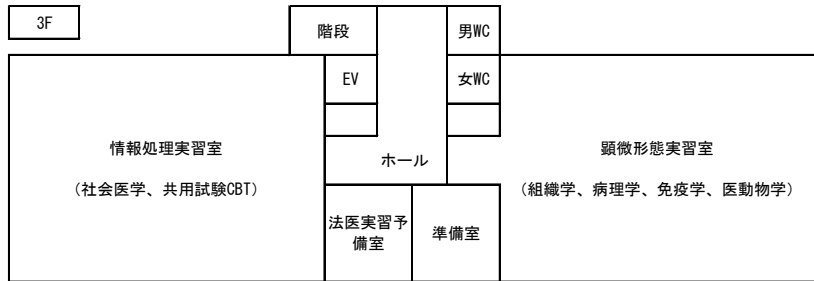 3F
階段
男WC
EV
女WC
情報処理実習室
（社会医学、共用試験CBT）
ホール
顕微形態実習室
（組織学、病理学、免疫学、医動物学）
法医実習予
備室
準備室